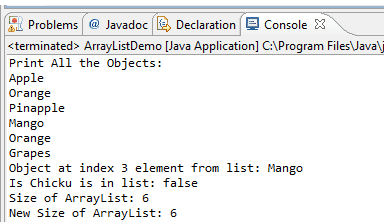 Problems @ Javadoc Declaration Console
<terminated> ArrayListDemo [Java Application] C:\Program Files\Java\j
Print All the Objects:
Apple
Orange
Pinapple
Mango
Orange
Grapes
Object at index 3 element from list: Mango
Is Chicku is in list: false
Size of ArrayList: 6
New Size of ArrayList: 6